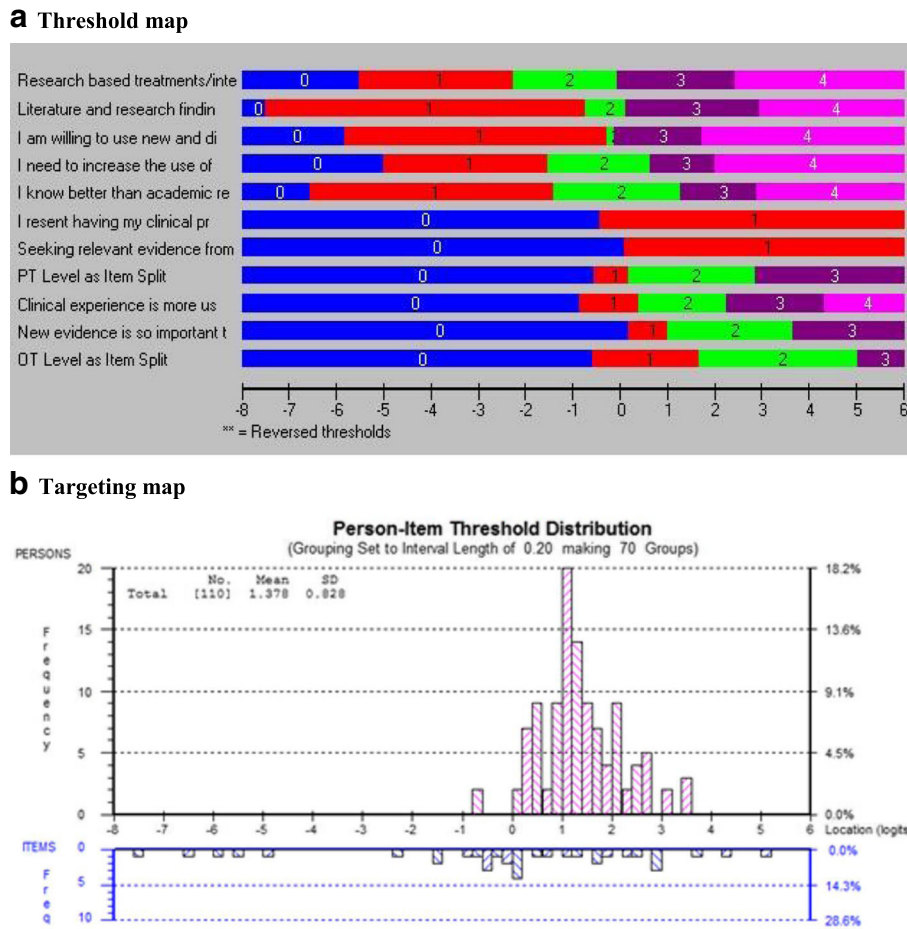 a Threshold map
Research based treatments/inte 0 1 2 3 4
Literature and research findin 0 1 2 3 4
I am willing to use new and di 0 1 3 4
I need to increase the use of 0 1 2 3 4
I know better than academic re 0 1 2 3 4
I resent having my clinical pr 0 1
Seeking relevant evidence from 0 1
PT Level as Item Split 0 1 2 3
Clinical experience is more us 0 1 2 3 4
New evidence is so important t 0 1 2 3
OT Level as Item Split 0 1 2 3
-8 -7 -6 -5 -4 -3 -2 -1 0 1 2 3 4 5 6
** = Reversed thresholds
b Targeting map
Person-Item Threshold Distribution
(Grouping Set to Interval Length of 0.20 making 70 Groups)
PERSONS
No. Mean SD
Total [110] 1.378 0.828
Frequency
20 18.2%
15 13.6%
10 9.1%
5 4.5%
0 0.0%
-8 -7 -6 -5 -4 -3 -2 -1 0 1 2 3 4 5 6 Location (logits
ITEMS 0 0.0%
Freq
5 14.3%
10 28.6%